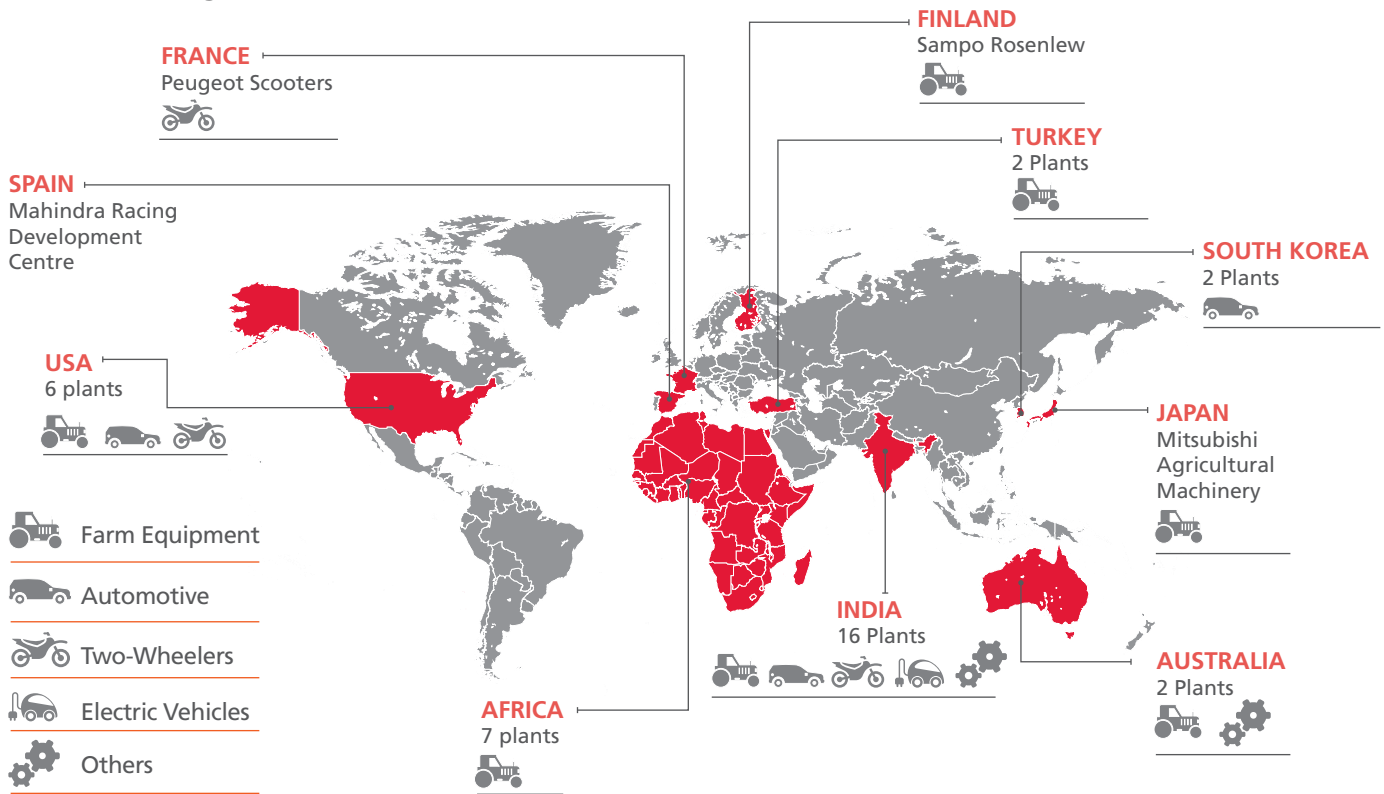 FRANCE
Peugeot Scooters
FINLAND
Sampo Rosenlew
TURKEY
2 Plants
SPAIN
Mahindra Racing
Development
Centre
SOUTH KOREA
2 Plants
USA
6 plants
JAPAN
Mitsubishi
Agricultural
Machinery
Farm Equipment
Automotive
Two-Wheelers
Electric Vehicles
Others
INDIA
16 Plants
AUSTRALIA
2 Plants
AFRICA
7 plants